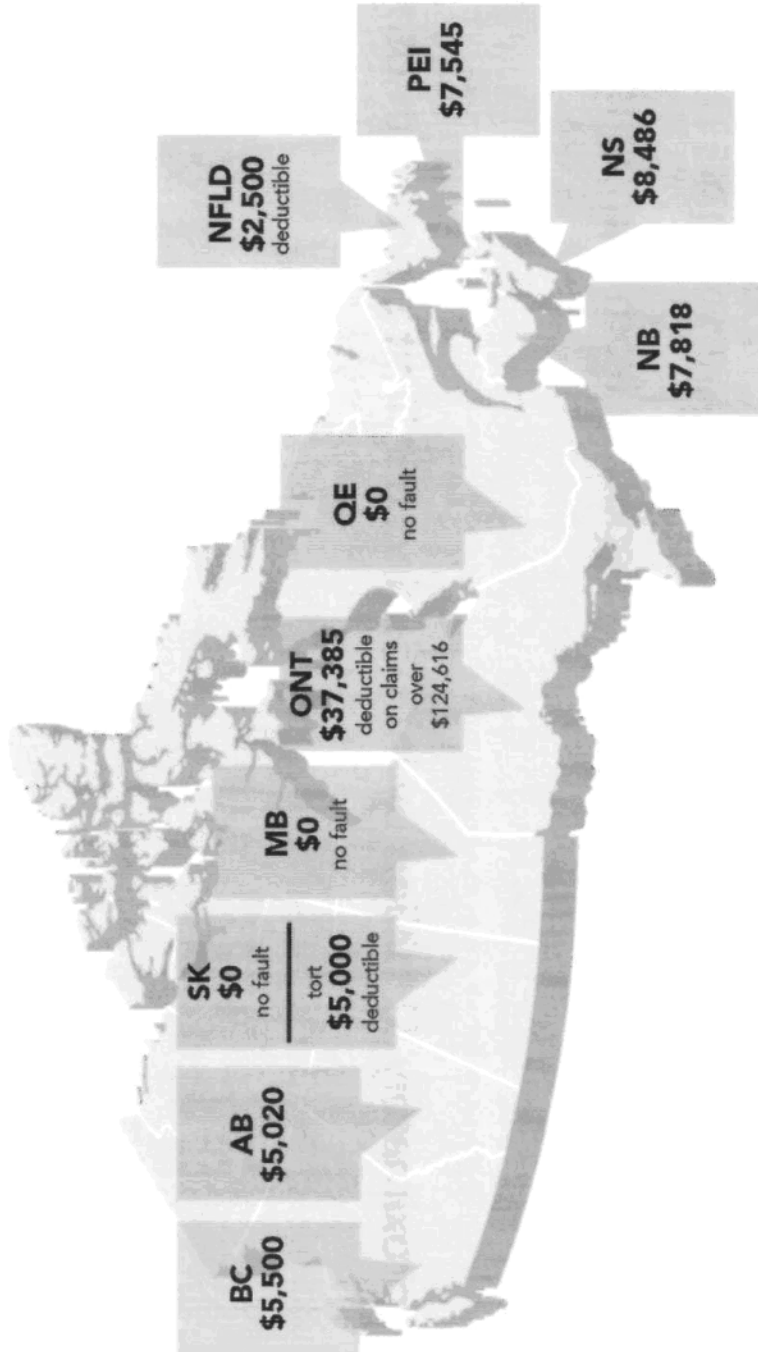 BC
$5,500
AB
$5,020
SK
$0
no fault
tort
$5,000
deductible
MB
$0
no fault
ONT
$37,385
deductible
on claims
over
$124,616
QE
$0
no fault
NFLD
$2,500
deductible
PEI
$7,545
NB
$7,818
NS
$8,486